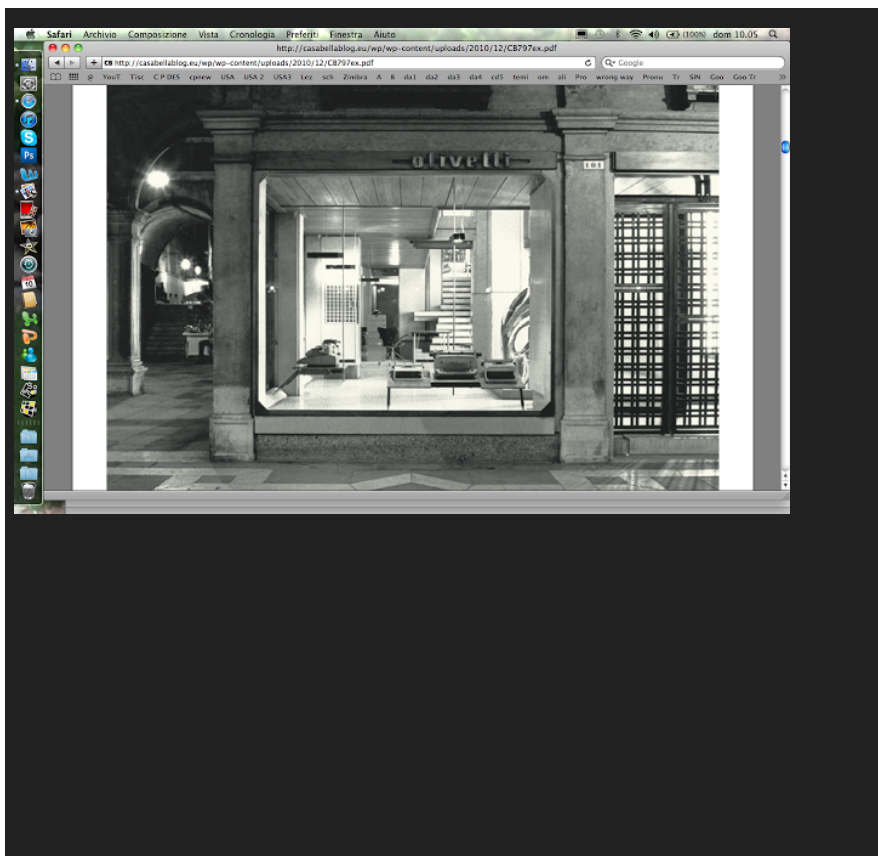 Safari Archivio Composizione Vista Cronologia Preferiti Finestra Aiuto (100%) dom 10.05
http://casabellablog.eu/wp/wp-content/uploads/2010/12/CB797ex.pdf
CB http://casabellablog.eu/wp/wp-content/uploads/2010/12/CB797ex.pdf Google
@ YouT Tisc C P DES cpnew USA USA 2 USA3 Lez sch Zimbra A B da1 da2 da3 da4 cd5 temi om ali Pro wrong way Pronu Tr SIN Goo Goo Tr
olivetti
101
Ps
10